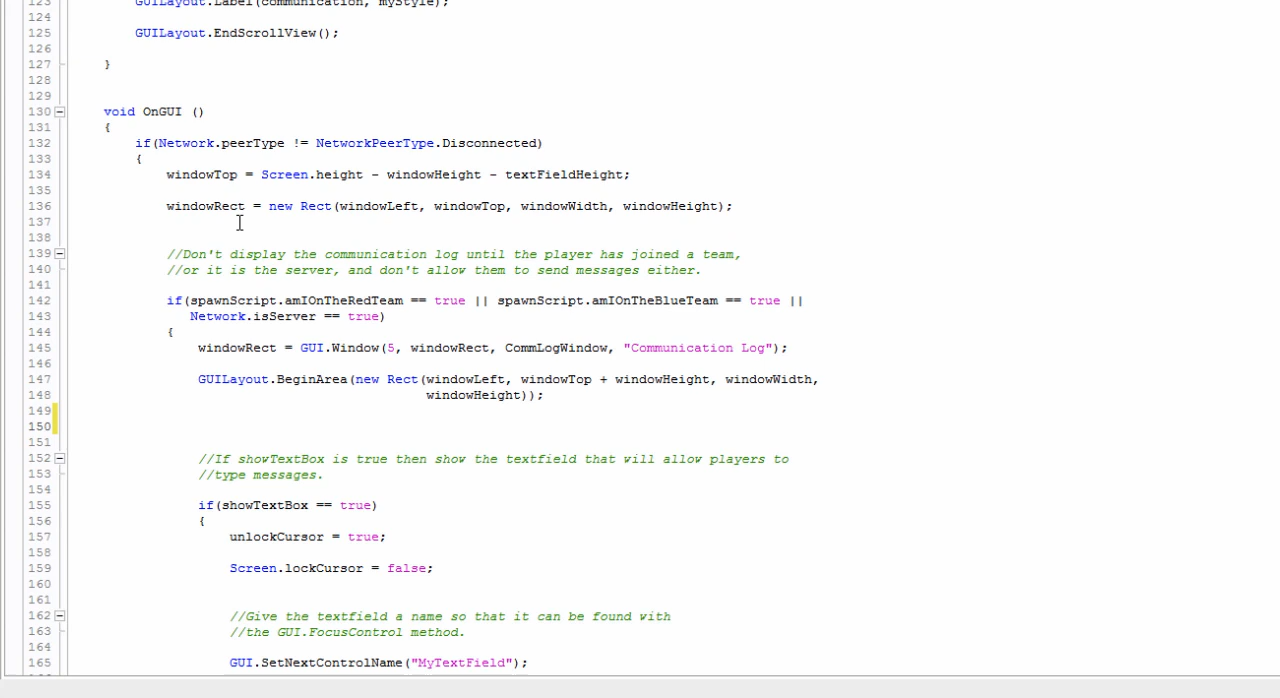 123 GUILayout.Label(communication, myStyle);
124
125 GUILayout.EndScrollView();
126
127 }
128
129
130 void OnGUI ()
131 {
132 if(Network.peerType != NetworkPeerType.Disconnected)
133 {
134 windowTop = Screen.height - windowHeight - textFieldHeight;
135
136 windowRect = new Rect(windowLeft, windowTop, windowWidth, windowHeight);
137
138
139 //Don't display the communication log until the player has joined a team,
140 //or it is the server, and don't allow them to send messages either.
141
142 if(spawnScript.amIOnTheRedTeam == true || spawnScript.amIOnTheBlueTeam == true ||
143 Network.isServer == true)
144 {
145 windowRect = GUI.Window(5, windowRect, CommLogWindow, "Communication Log");
146
147 GUILayout.BeginArea(new Rect(windowLeft, windowTop + windowHeight, windowWidth,
148 windowHeight));
149
150
151
152 //If showTextBox is true then show the textfield that will allow players to
153 //type messages.
154
155 if(showTextBox == true)
156 {
157 unlockCursor = true;
158
159 Screen.lockCursor = false;
160
161
162 //Give the textfield a name so that it can be found with
163 //the GUI.FocusControl method.
164
165 GUI.SetNextControlName("MyTextField");